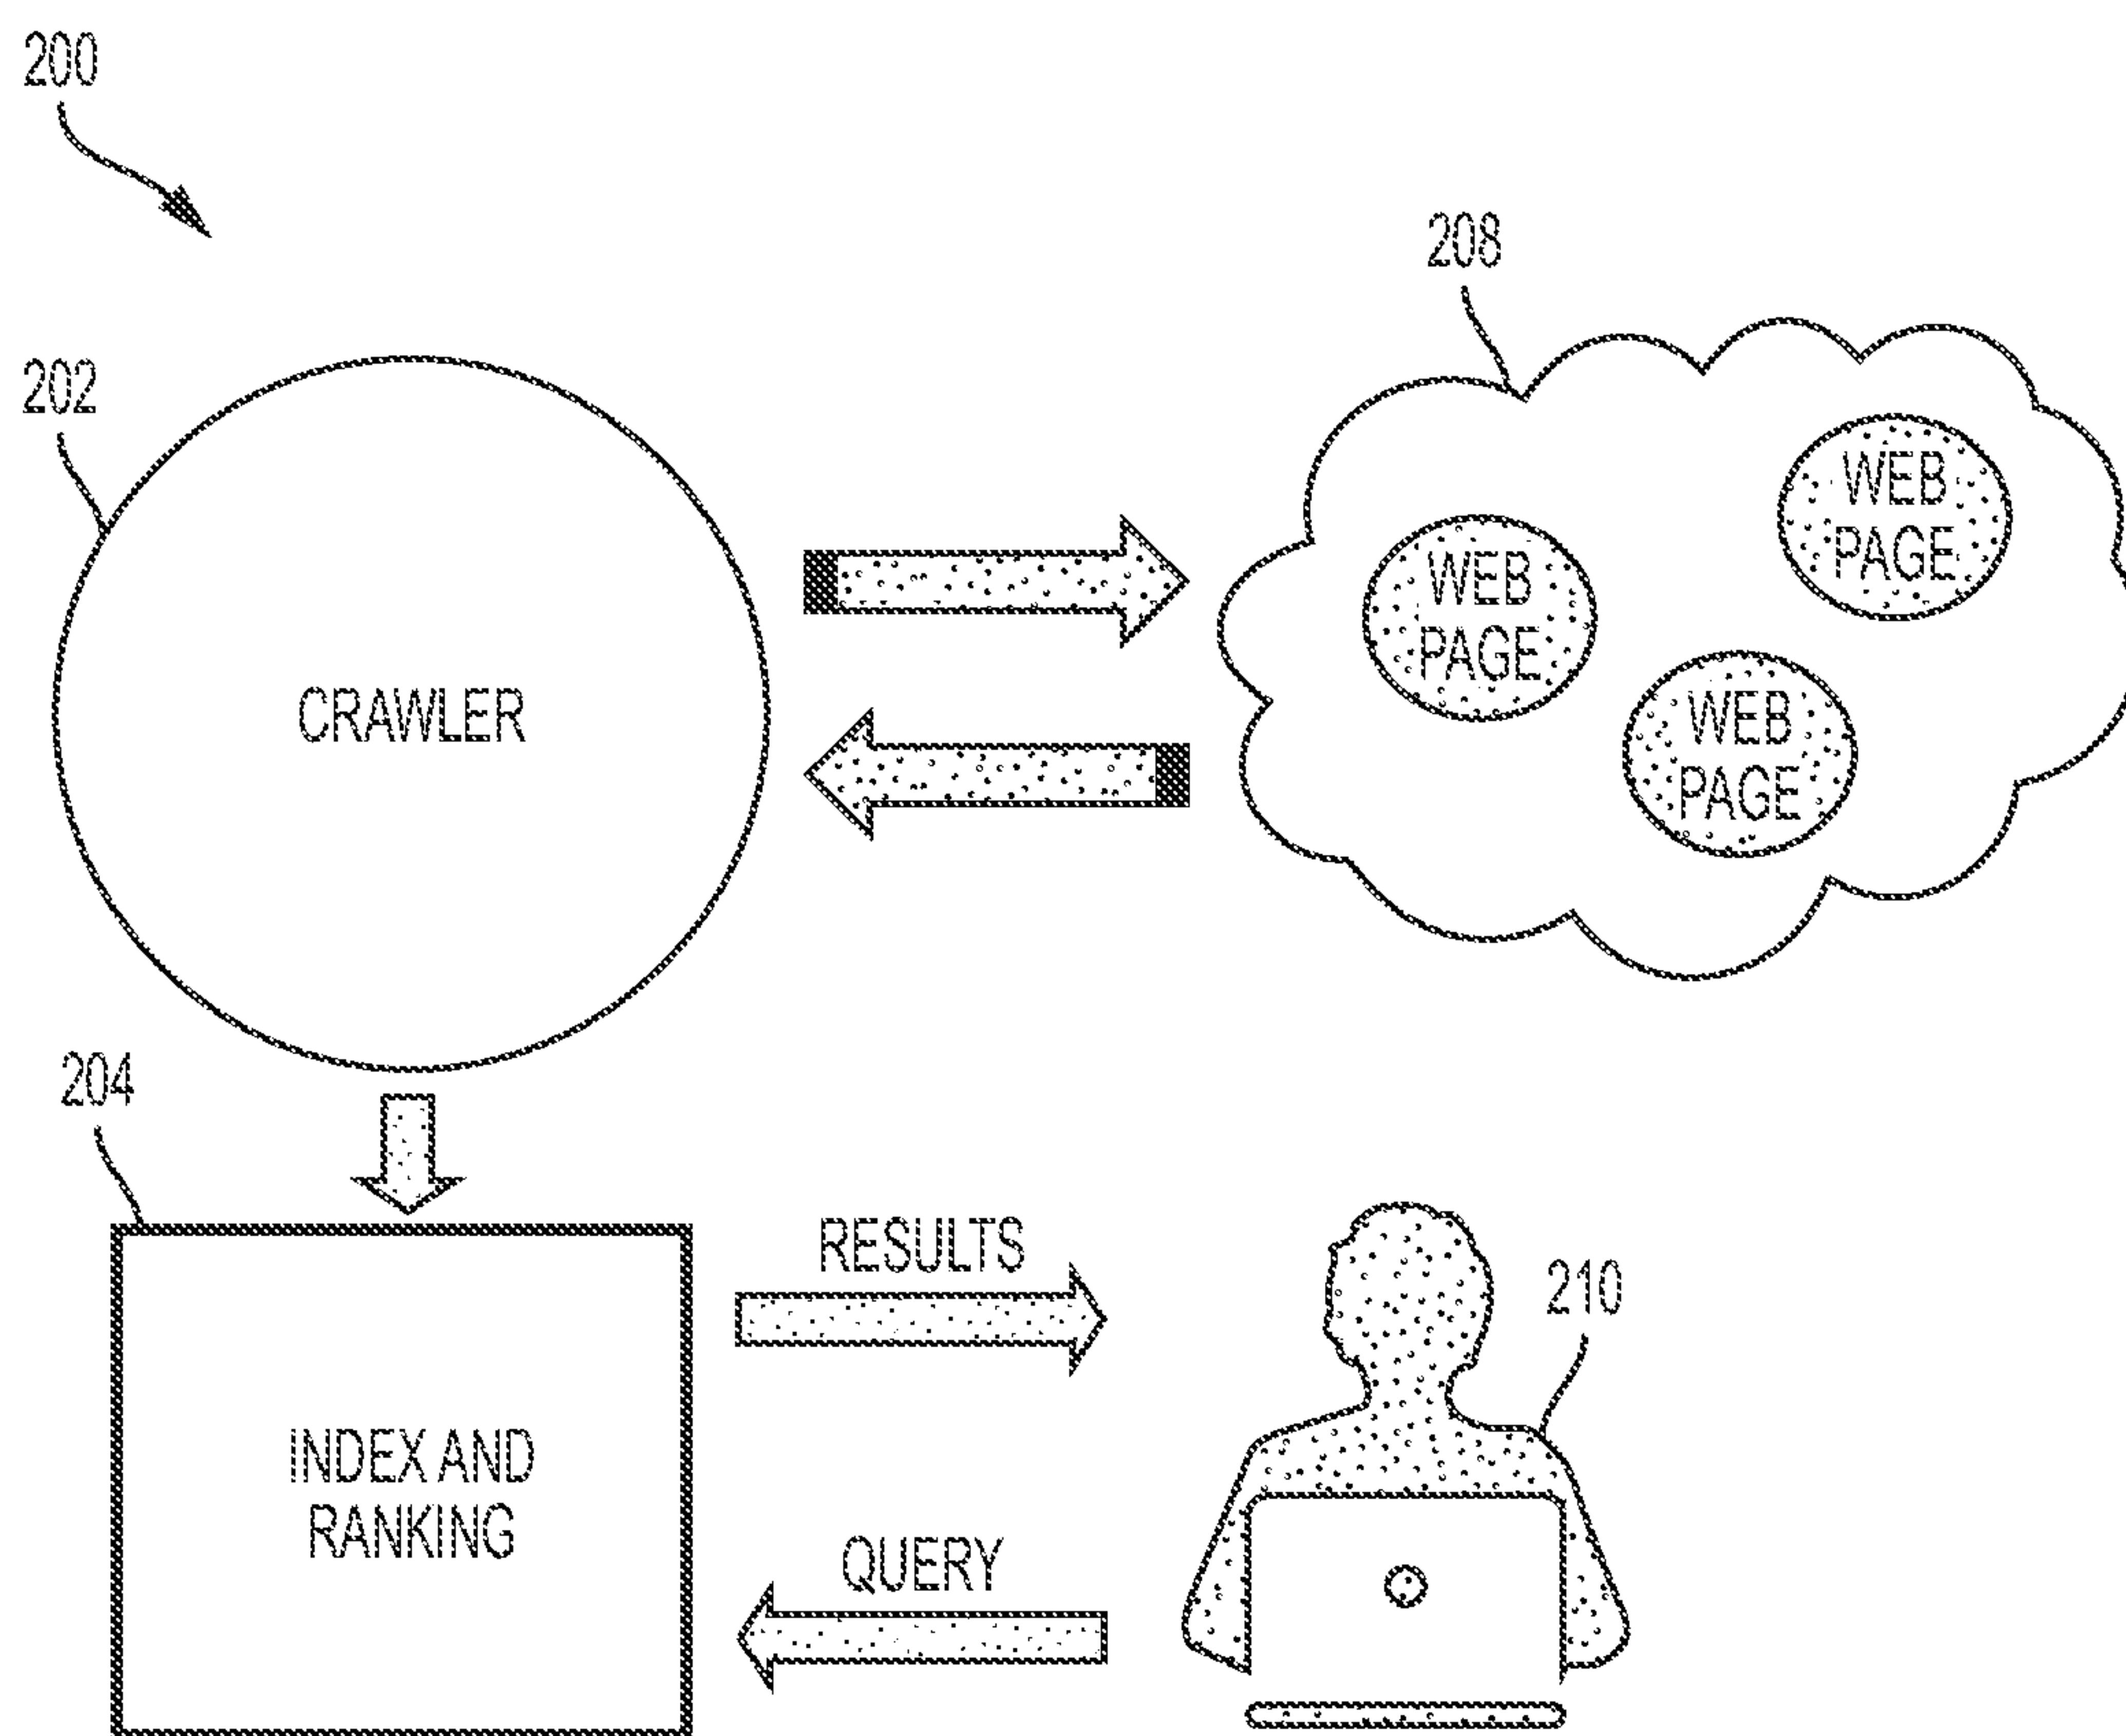 200
208
202
WEB
PAGE
WEB
PAGE
WEB
PAGE
CRAWLER
204
RESULTS
210
INDEX AND
RANKING
QUERY